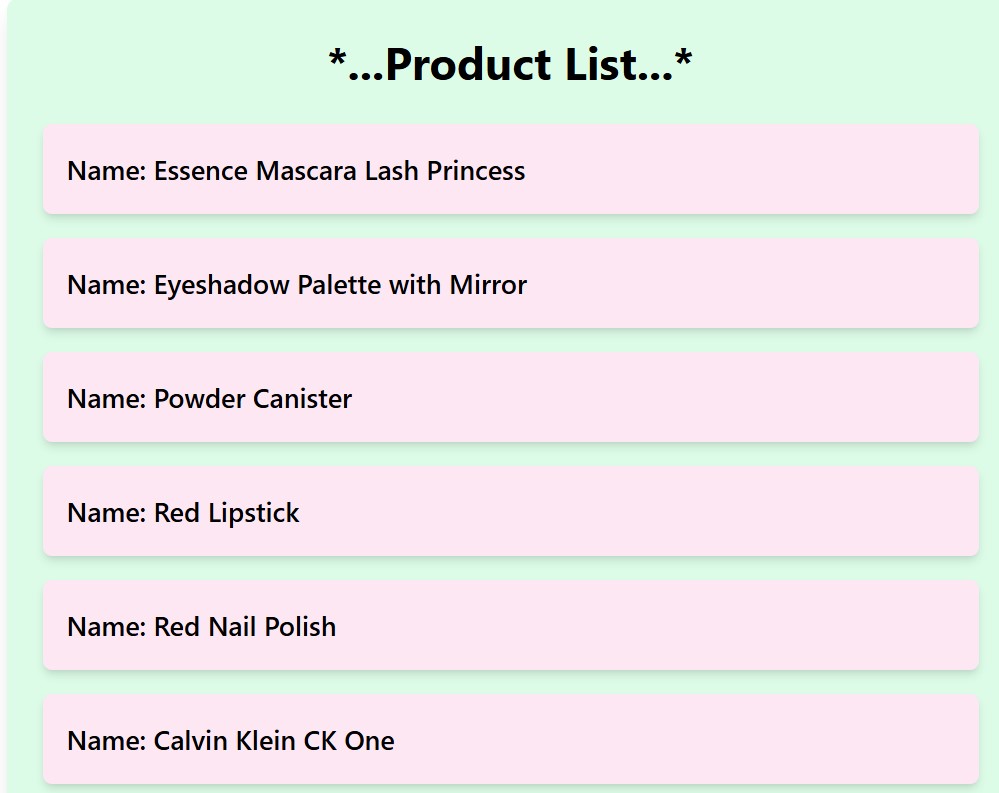 *...Product List...*
Name: Essence Mascara Lash Princess
Name: Eyeshadow Palette with Mirror
Name: Powder Canister
Name: Red Lipstick
Name: Red Nail Polish
Name: Calvin Klein CK One